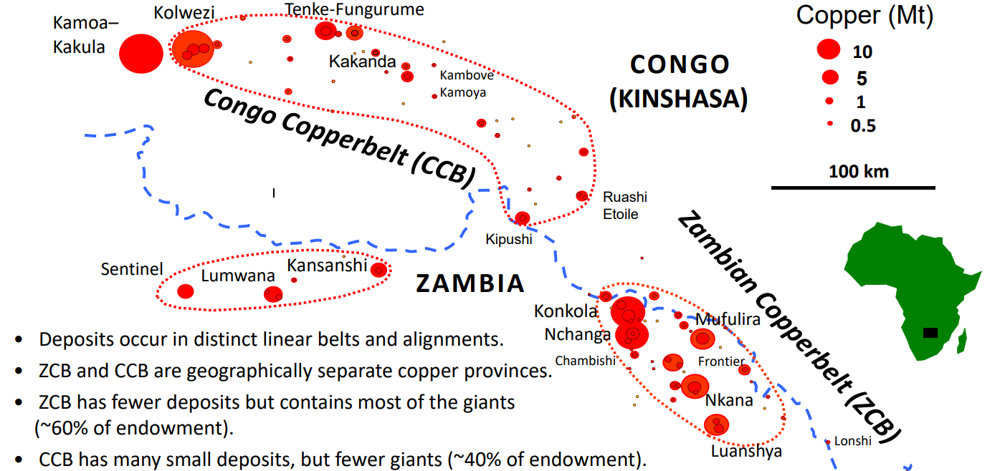 Kolwezi
Tenke-Fungurume
Kamoa–
Kakula
Copper (Mt)
10
5
1
0.5
100 km
Kakanda
Kambove
Kamoya
CONGO
(KINSHASA)
Congo Copperbelt (CCB)
Ruashi
Etoile
Kipushi
Sentinel
Lumwana
Kansanshi
ZAMBIA
Zambian Copperbelt (ZCB)
Konkola
Nchanga
Chambishi
Mufulira
Frontier
Nkana
Luanshya
Lonshi
• Deposits occur in distinct linear belts and alignments.
• ZCB and CCB are geographically separate copper provinces.
• ZCB has fewer deposits but contains most of the giants
(~60% of endowment).
• CCB has many small deposits, but fewer giants (~40% of endowment).